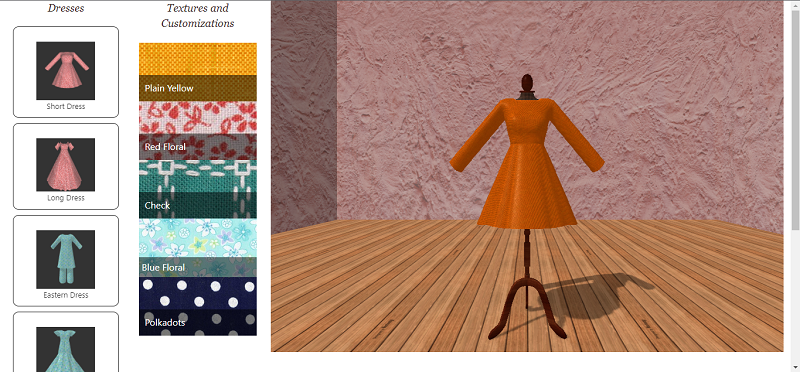 Dresses
Short Dress
Long Dress
Eastern Dress
Textures and
Customizations
Plain Yellow
Red Floral
Check
Blue Floral
Polkadots